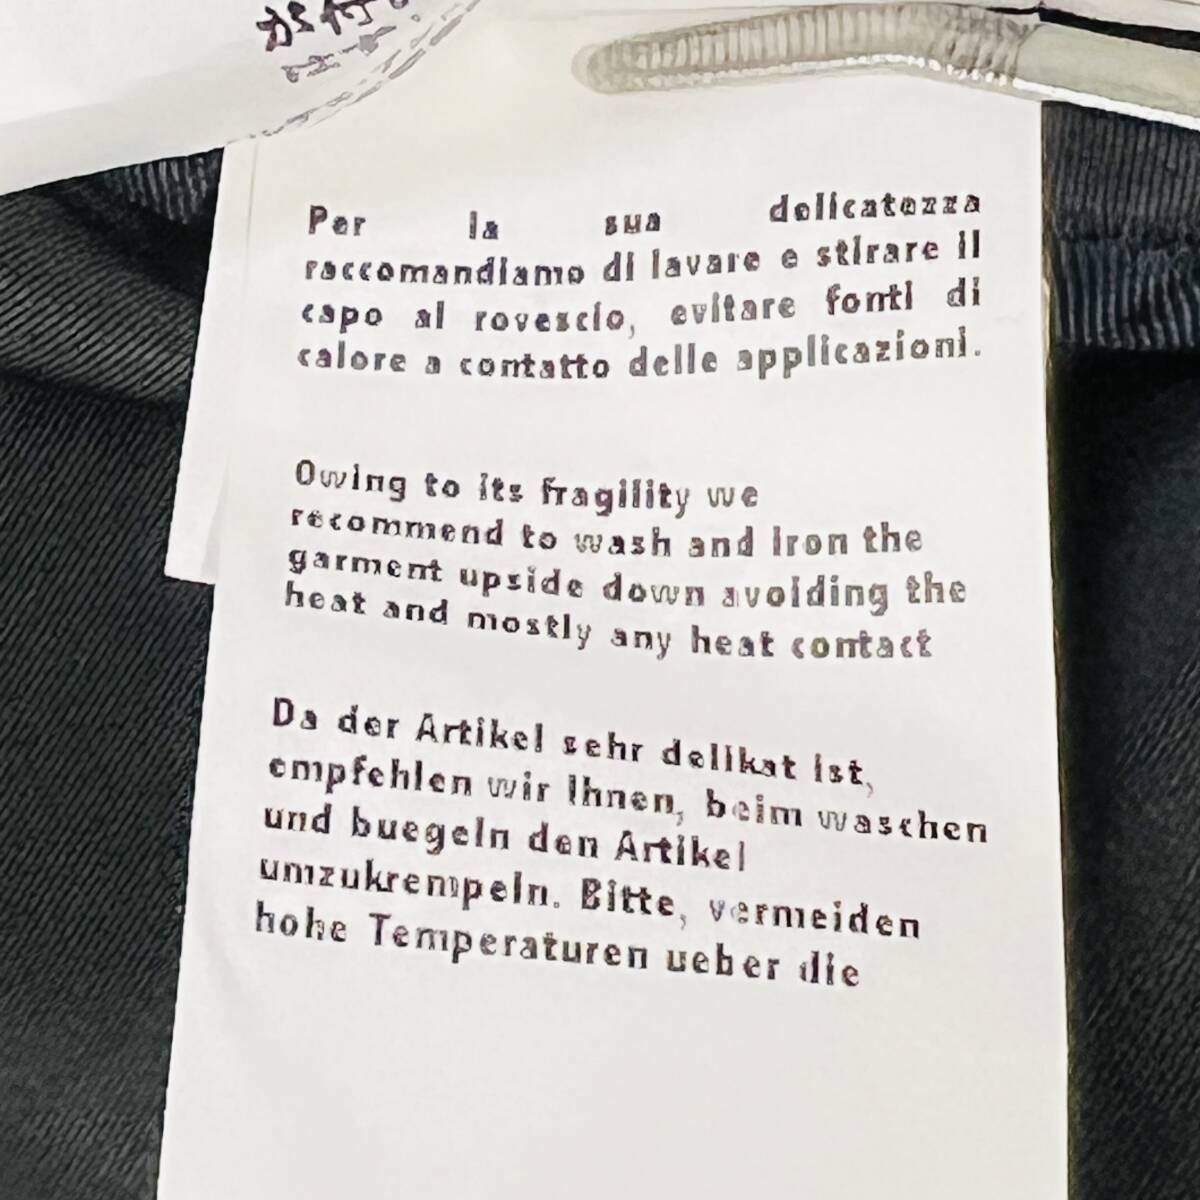 Per la sua delicatezza
raccomandiamo di lavare e stirare il
capo al rovescio, evitare fonti di
calore a contatto delle applicazioni.
Owing to its fragility we
recommend to wash and iron the
garment upside down avoiding the
heat and mostly any heat contact
Da der Artikel sehr delikat ist,
empfehlen wir Ihnen, beim waschen
und buegeln den Artikel
umzukrempeln. Bitte, vermeiden
hohe Temperaturen ueber die